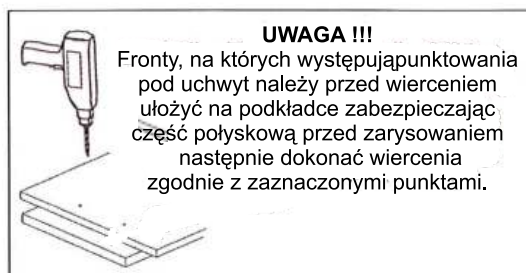 UWAGA !!!
Fronty, na których występująpunktowania
pod uchwyt należy przed wierceniem
ułożyć na podkładce zabezpieczając
część połyskową przed zarysowaniem
następnie dokonać wiercenia
zgodnie z zaznaczonymi punktami.